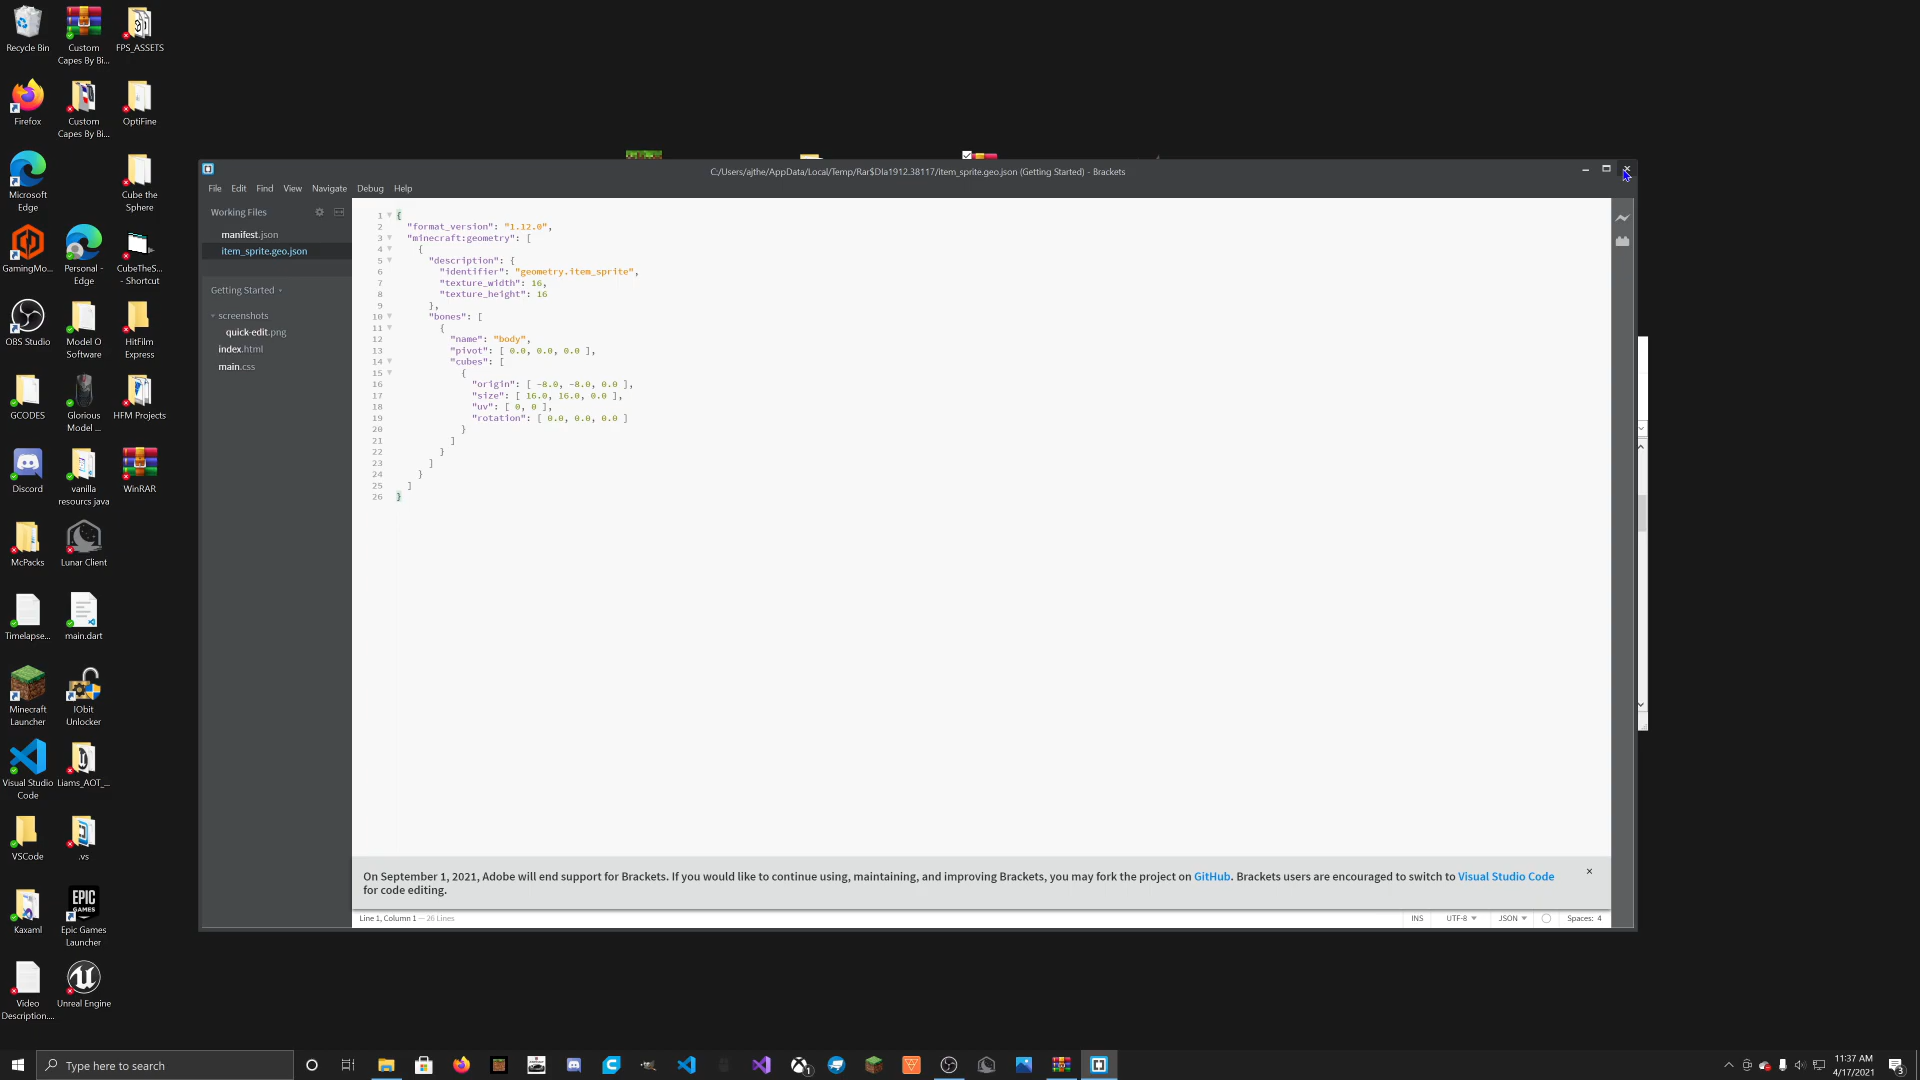 Recycle Bin
Custom
Capes By Bi...
FPS_ASSETS
Firefox
Custom
Capes By Bi...
OptiFine
Microsoft
Edge
Cube the
Sphere
GamingMo...
Personal -
Edge
CubeTheS...
- Shortcut
OBS Studio
Model O
Software
HitFilm
Express
GCODES
Glorious
Model ...
HFM Projects
Discord
vanilla
resourcs java
WinRAR
McPacks
Lunar Client
Timelapse...
main.dart
Minecraft
Launcher
IObit
Unlocker
Visual Studio
Code
Liams_AOT_...
VSCode
.vs
Kaxaml
Epic Games
Launcher
EPIC
GAMES
Video
Description....
Unreal Engine
C:/Users/ajthe/AppData/Local/Temp/Rar$DIa1912.38117/item_sprite.geo.json (Getting Started) - Brackets
File Edit Find View Navigate Debug Help
Working Files
manifest.json
item_sprite.geo.json
Getting Started
screenshots
quick-edit.png
index.html
main.css
1 {
2 "format_version": "1.12.0",
3 "minecraft:geometry": [
4 {
5 "description": {
6 "identifier": "geometry.item_sprite",
7 "texture_width": 16,
8 "texture_height": 16
9 },
10 "bones": [
11 {
12 "name": "body",
13 "pivot": [ 0.0, 0.0, 0.0 ],
14 "cubes": [
15 {
16 "origin": [ -8.0, -8.0, 0.0 ],
17 "size": [ 16.0, 16.0, 0.0 ],
18 "uv": [ 0, 0 ],
19 "rotation": [ 0.0, 0.0, 0.0 ]
20 }
21 ]
22 }
23 ]
24 }
25 ]
26 }
On September 1, 2021, Adobe will end support for Brackets. If you would like to continue using, maintaining, and improving Brackets, you may fork the project on GitHub. Brackets users are encouraged to switch to Visual Studio Code
for code editing.
Line 1, Column 1 — 26 Lines
INS UTF-8 JSON Spaces: 4
Type here to search
11:37 AM
4/17/2021
3